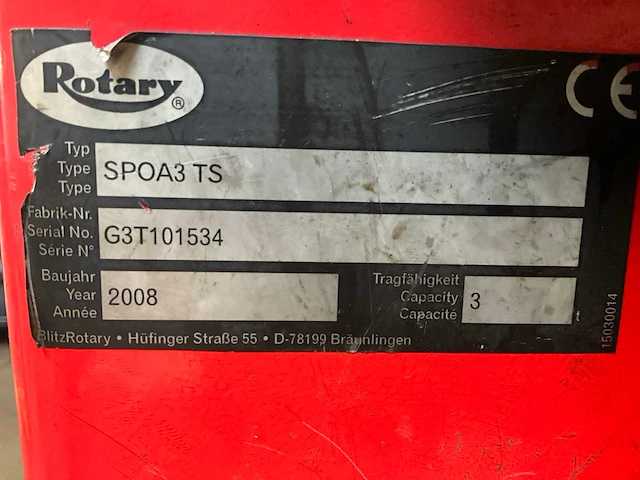 Rotary ®
CE
Typ
Type
Type
SPOA3 TS
Fabrik-Nr.
Serial No.
Série N°
G3T101534
Baujahr
Year
Année
2008
Tragfähigkeit
Capacity
Capacité
3
t
BlitzRotary • Hüfinger Straße 55 • D-78199 Bräunlingen
15030014